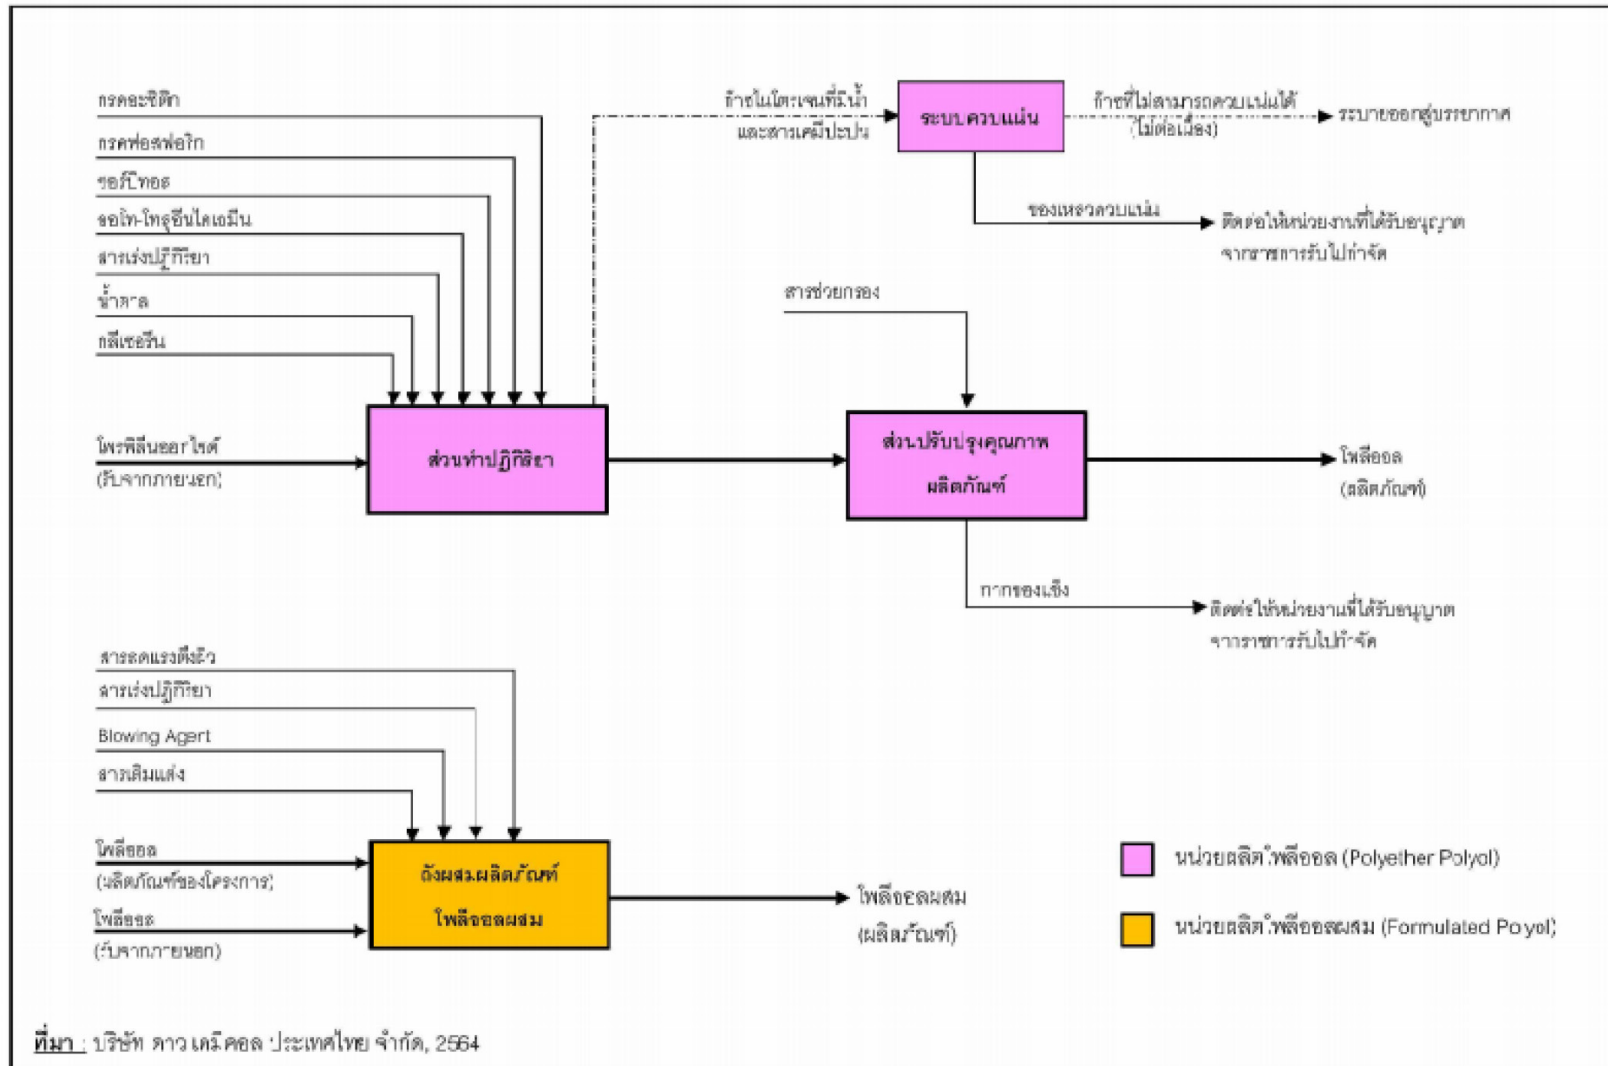 กรดอะซิติก
กรดฟอสฟอริก
ซอร์บิทอล
ออโท-โทลูอีนไดเอมีน
สารเร่งปฏิกิริยา
น้ำตาล
กลีเซอรีน
โพรพิลีนออกไซด์
(รับจากภายนอก)
ส่วนทำปฏิกิริยา
ก๊าซไนโตรเจนที่มีน้ำ
และสารเคมีปะปน
ระบบควบแน่น
ก๊าซที่ไม่สามารถควบแน่นได้
(ไม่ต่อเนื่อง)
ระบายออกสู่บรรยากาศ
ของเหลวควบแน่น
ติดต่อให้หน่วยงานที่ได้รับอนุญาต
จากราชการรับไปกำจัด
สารช่วยกรอง
ส่วนปรับปรุงคุณภาพ
ผลิตภัณฑ์
โพลีออล
(ผลิตภัณฑ์)
กากของแข็ง
ติดต่อให้หน่วยงานที่ได้รับอนุญาต
จากราชการรับไปกำจัด
สารลดแรงตึงผิว
สารเร่งปฏิกิริยา
Blowing Agent
สารเติมแต่ง
โพลีออล
(ผลิตภัณฑ์ของโครงการ)
โพลีออล
(รับจากภายนอก)
ถังผสมผลิตภัณฑ์
โพลีออลผสม
โพลีออลผสม
(ผลิตภัณฑ์)
หน่วยผลิตโพลีออล (Polyether Polyol)
หน่วยผลิตโพลีออลผสม (Formulated Polyol)
ที่มา : บริษัท ดาว เคมิคอล ประเทศไทย จำกัด, 2564